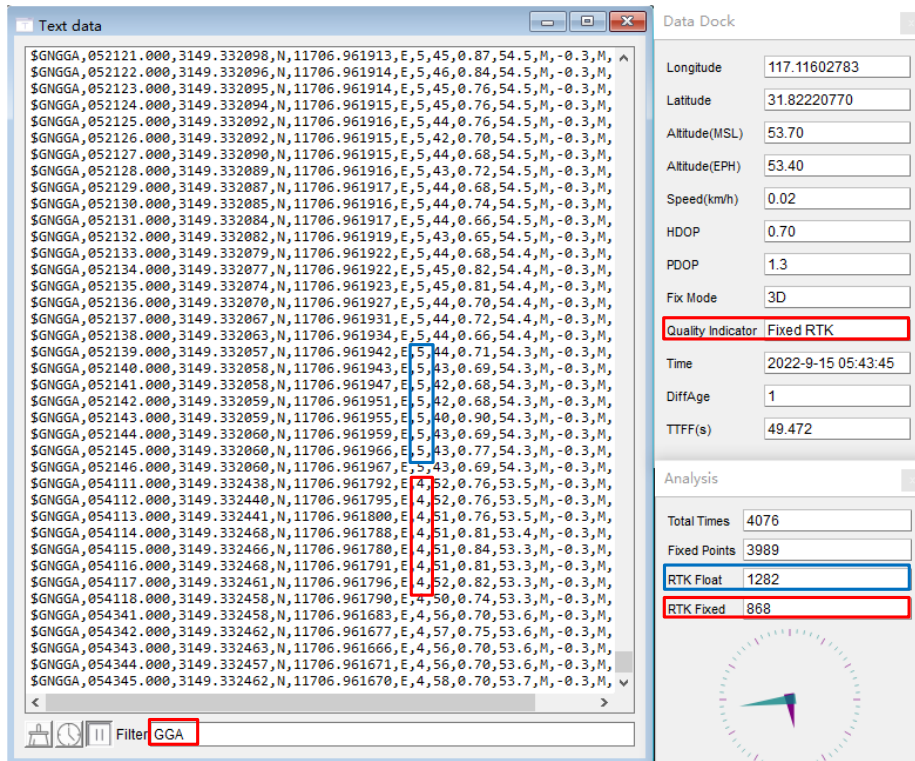 Text data
$GNGGA,052121.000,3149.332098,N,11706.961913,E,5,45,0.87,54.5,M,-0.3,M,
$GNGGA,052122.000,3149.332096,N,11706.961914,E,5,46,0.84,54.5,M,-0.3,M,
$GNGGA,052123.000,3149.332095,N,11706.961914,E,5,45,0.76,54.5,M,-0.3,M,
$GNGGA,052124.000,3149.332094,N,11706.961915,E,5,45,0.76,54.5,M,-0.3,M,
$GNGGA,052125.000,3149.332092,N,11706.961916,E,5,44,0.76,54.5,M,-0.3,M,
$GNGGA,052126.000,3149.332092,N,11706.961915,E,5,42,0.70,54.5,M,-0.3,M,
$GNGGA,052127.000,3149.332090,N,11706.961915,E,5,44,0.68,54.5,M,-0.3,M,
$GNGGA,052128.000,3149.332089,N,11706.961916,E,5,43,0.72,54.5,M,-0.3,M,
$GNGGA,052129.000,3149.332087,N,11706.961917,E,5,44,0.68,54.5,M,-0.3,M,
$GNGGA,052130.000,3149.332085,N,11706.961916,E,5,44,0.74,54.5,M,-0.3,M,
$GNGGA,052131.000,3149.332084,N,11706.961917,E,5,44,0.66,54.5,M,-0.3,M,
$GNGGA,052132.000,3149.332082,N,11706.961919,E,5,43,0.65,54.5,M,-0.3,M,
$GNGGA,052133.000,3149.332079,N,11706.961922,E,5,44,0.68,54.4,M,-0.3,M,
$GNGGA,052134.000,3149.332077,N,11706.961922,E,5,45,0.82,54.4,M,-0.3,M,
$GNGGA,052135.000,3149.332074,N,11706.961923,E,5,45,0.81,54.4,M,-0.3,M,
$GNGGA,052136.000,3149.332070,N,11706.961927,E,5,44,0.70,54.4,M,-0.3,M,
$GNGGA,052137.000,3149.332067,N,11706.961931,E,5,44,0.72,54.4,M,-0.3,M,
$GNGGA,052138.000,3149.332063,N,11706.961934,E,5,44,0.66,54.4,M,-0.3,M,
$GNGGA,052139.000,3149.332057,N,11706.961942,E,5,44,0.71,54.3,M,-0.3,M,
$GNGGA,052140.000,3149.332058,N,11706.961943,E,5,43,0.69,54.3,M,-0.3,M,
$GNGGA,052141.000,3149.332058,N,11706.961947,E,5,42,0.68,54.3,M,-0.3,M,
$GNGGA,052142.000,3149.332059,N,11706.961951,E,5,42,0.68,54.3,M,-0.3,M,
$GNGGA,052143.000,3149.332059,N,11706.961955,E,5,40,0.90,54.3,M,-0.3,M,
$GNGGA,052144.000,3149.332060,N,11706.961959,E,5,43,0.69,54.3,M,-0.3,M,
$GNGGA,052145.000,3149.332060,N,11706.961966,E,5,43,0.77,54.3,M,-0.3,M,
$GNGGA,052146.000,3149.332060,N,11706.961967,E,5,43,0.69,54.3,M,-0.3,M,
$GNGGA,054111.000,3149.332438,N,11706.961792,E,4,52,0.76,53.5,M,-0.3,M,
$GNGGA,054112.000,3149.332440,N,11706.961795,E,4,52,0.76,53.5,M,-0.3,M,
$GNGGA,054113.000,3149.332441,N,11706.961800,E,4,51,0.76,53.5,M,-0.3,M,
$GNGGA,054114.000,3149.332468,N,11706.961788,E,4,51,0.81,53.4,M,-0.3,M,
$GNGGA,054115.000,3149.332466,N,11706.961780,E,4,51,0.84,53.3,M,-0.3,M,
$GNGGA,054116.000,3149.332468,N,11706.961791,E,4,51,0.81,53.3,M,-0.3,M,
$GNGGA,054117.000,3149.332461,N,11706.961796,E,4,52,0.82,53.3,M,-0.3,M,
$GNGGA,054118.000,3149.332458,N,11706.961790,E,4,50,0.74,53.3,M,-0.3,M,
$GNGGA,054341.000,3149.332458,N,11706.961683,E,4,56,0.70,53.6,M,-0.3,M,
$GNGGA,054342.000,3149.332462,N,11706.961677,E,4,57,0.75,53.6,M,-0.3,M,
$GNGGA,054343.000,3149.332463,N,11706.961666,E,4,56,0.70,53.6,M,-0.3,M,
$GNGGA,054344.000,3149.332457,N,11706.961671,E,4,56,0.70,53.6,M,-0.3,M,
$GNGGA,054345.000,3149.332462,N,11706.961670,E,4,58,0.70,53.7,M,-0.3,M,
Filter GGA
Data Dock
Longitude 117.11602783
Latitude 31.82220770
Altitude(MSL) 53.70
Altitude(EPH) 53.40
Speed(km/h) 0.02
HDOP 0.70
PDOP 1.3
Fix Mode 3D
Quality Indicator Fixed RTK
Time 2022-9-15 05:43:45
DiffAge 1
TTFF(s) 49.472
Analysis
Total Times 4076
Fixed Points 3989
RTK Float 1282
RTK Fixed 868